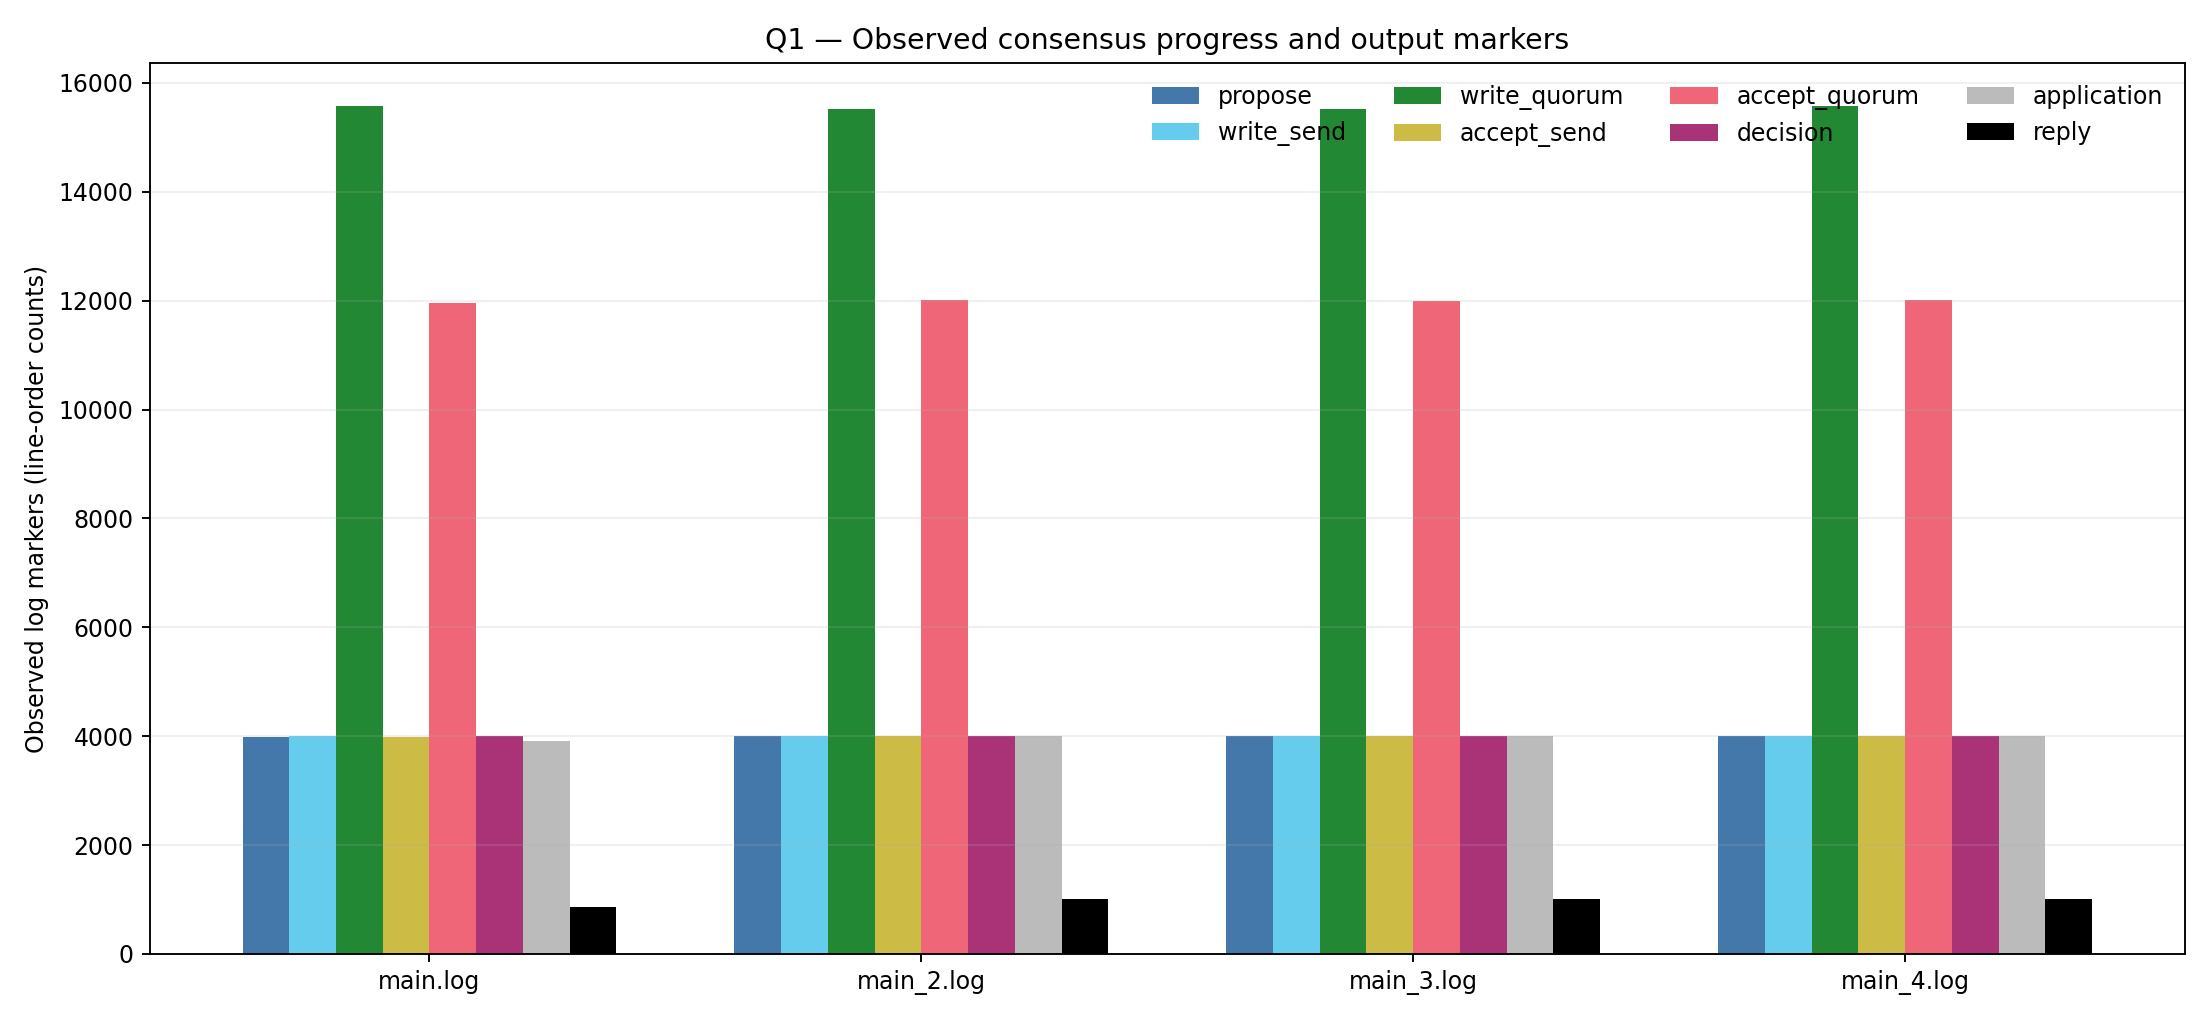 Q1 — Observed consensus progress and output markers
Observed log markers (line-order counts)
16000
14000
12000
10000
8000
6000
4000
2000
0
propose
write_send
write_quorum
accept_send
accept_quorum
decision
application
reply
main.log
main_2.log
main_3.log
main_4.log